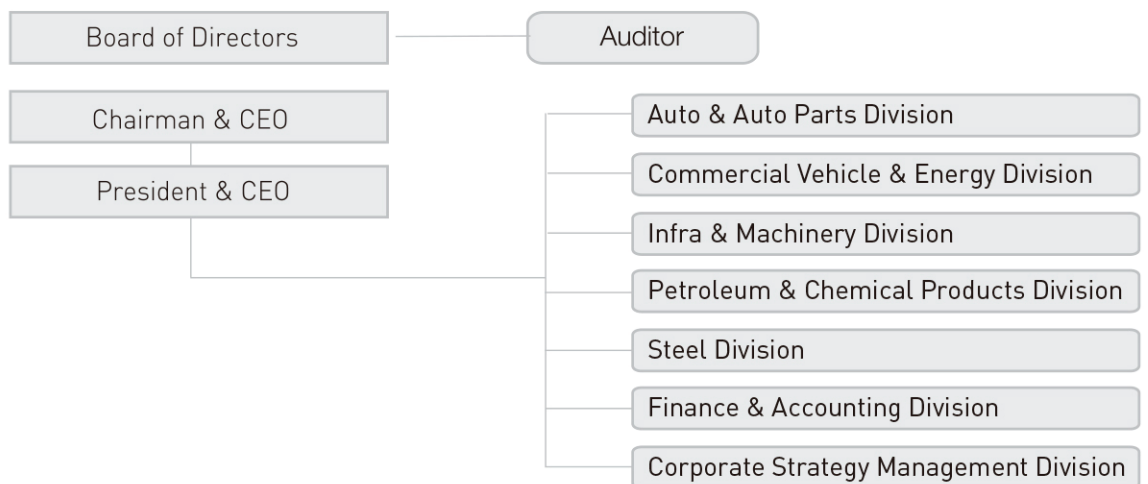 Board of Directors
Auditor
Chairman & CEO
President & CEO
Auto & Auto Parts Division
Commercial Vehicle & Energy Division
Infra & Machinery Division
Petroleum & Chemical Products Division
Steel Division
Finance & Accounting Division
Corporate Strategy Management Division